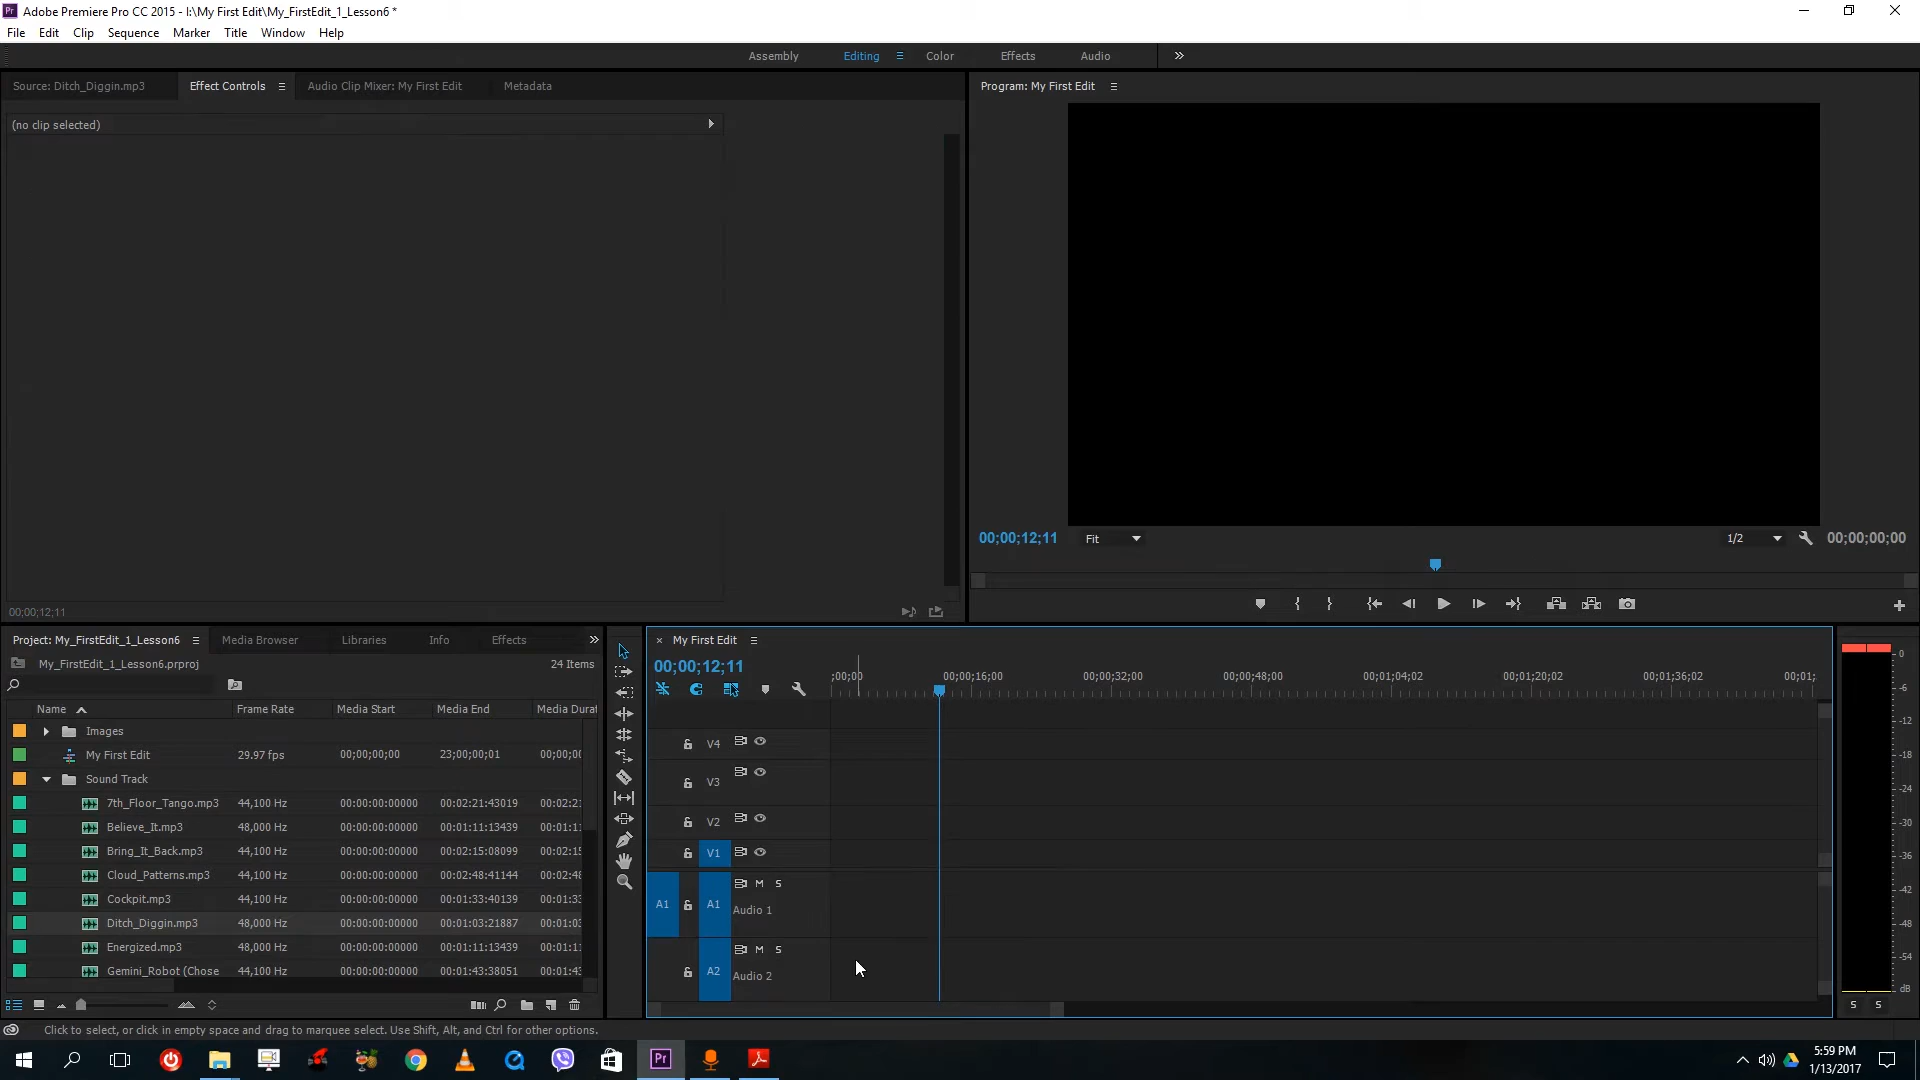 Pr Adobe Premiere Pro CC 2015 - I:\My First Edit\My_FirstEdit_1_Lesson6 *
File Edit Clip Sequence Marker Title Window Help
Assembly Editing Color Effects Audio
Source: Ditch_Diggin.mp3 Effect Controls Audio Clip Mixer: My First Edit Metadata
Program: My First Edit
(no clip selected)
00;00;12;11 Fit 1/2 00;00;00;00
00;00;12;11
Project: My_FirstEdit_1_Lesson6 Media Browser Libraries Info Effects
My_FirstEdit_1_Lesson6.prproj 24 Items
Name Frame Rate Media Start Media End Media Durat
Images
My First Edit 29.97 fps 00;00;00;00 23;00;00;01 00;00;0
Sound Track
7th_Floor_Tango.mp3 44,100 Hz 00:00:00:00000 00:02:21:43019 00:02:2
Believe_It.mp3 48,000 Hz 00:00:00:00000 00:01:11:13439 00:01:11
Bring_It_Back.mp3 44,100 Hz 00:00:00:00000 00:02:15:08099 00:02:15
Cloud_Patterns.mp3 44,100 Hz 00:00:00:00000 00:02:48:41144 00:02:48
Cockpit.mp3 44,100 Hz 00:00:00:00000 00:01:33:40139 00:01:33
Ditch_Diggin.mp3 48,000 Hz 00:00:00:00000 00:01:03:21887 00:01:03
Energized.mp3 48,000 Hz 00:00:00:00000 00:01:11:13439 00:01:11
Gemini_Robot (Chose 44,100 Hz 00:00:00:00000 00:01:43:38051 00:01:43
My First Edit
00;00;12;11
;00;00 00;00;16;00 00;00;32;00 00;00;48;00 00;01;04;02 00;01;20;02 00;01;36;02 00;01;
V4
V3
V2
V1
A1 A1 M S
Audio 1
A2 M S
Audio 2
0
-6
-12
-18
-24
-30
-36
-42
-48
-54
dB
S S
Click to select, or click in empty space and drag to marquee select. Use Shift, Alt, and Ctrl for other options.
Pr
5:59 PM
1/13/2017